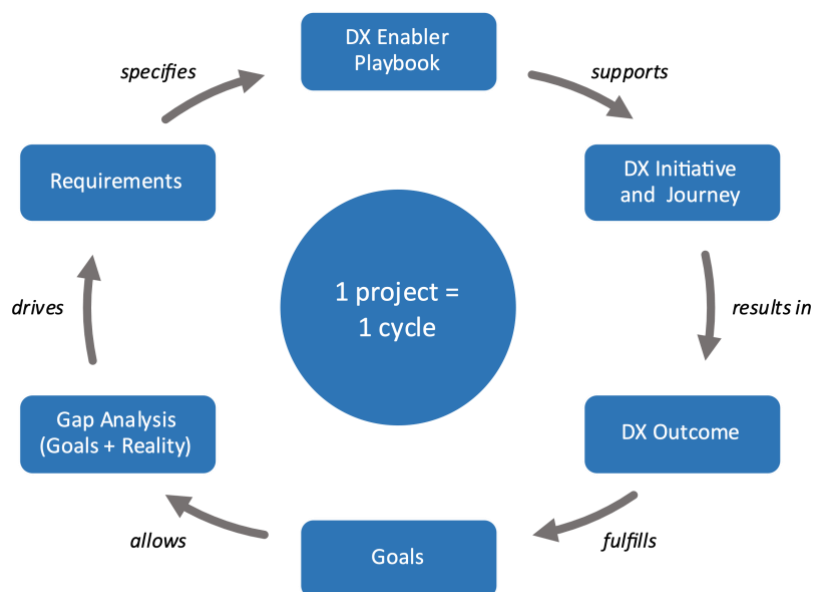 DX Enabler
Playbook
specifies
supports
Requirements
DX Initiative
and Journey
1 project =
1 cycle
drives
results in
Gap Analysis
(Goals + Reality)
DX Outcome
allows
Goals
fulfills